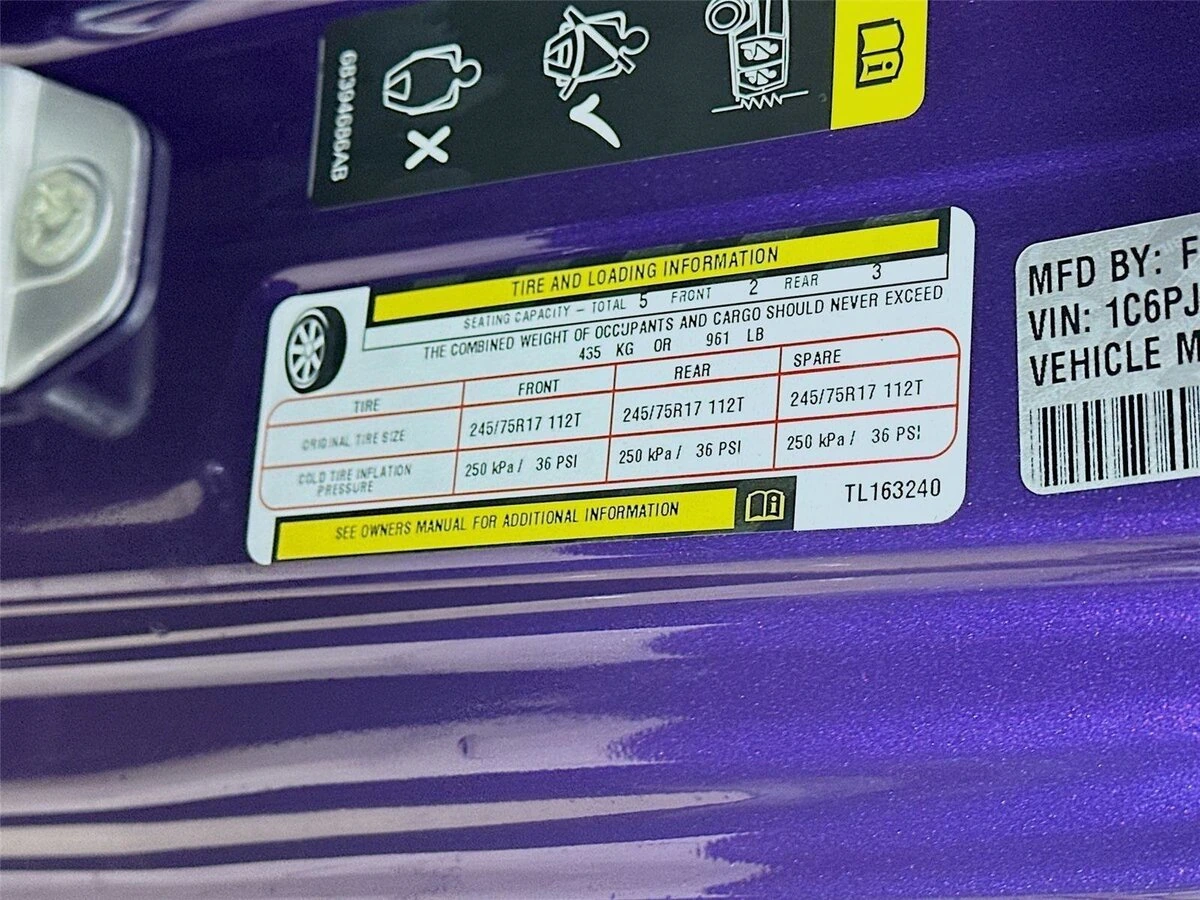 68394086AB
TIRE AND LOADING INFORMATION
SEATING CAPACITY – TOTAL 5 FRONT 2 REAR 3
THE COMBINED WEIGHT OF OCCUPANTS AND CARGO SHOULD NEVER EXCEED
435 KG OR 961 LB
TIRE FRONT REAR SPARE
ORIGINAL TIRE SIZE 245/75R17 112T 245/75R17 112T 245/75R17 112T
COLD TIRE INFLATION PRESSURE 250 kPa / 36 PSI 250 kPa / 36 PSI 250 kPa / 36 PSI
SEE OWNERS MANUAL FOR ADDITIONAL INFORMATION
TL163240
MFD BY: F
VIN: 1C6PJ
VEHICLE M